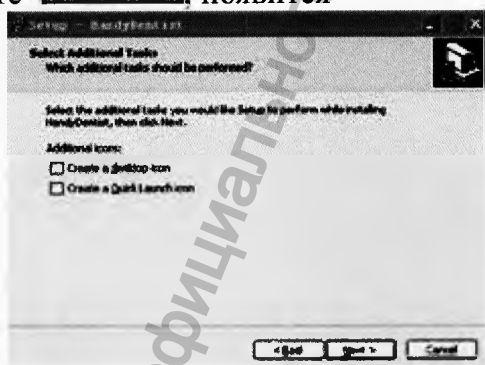 появится
Setup - HandyDentist
Select Additional Tasks
Which additional tasks should be performed?
Select the additional tasks you would like Setup to perform while installing
HandyDentist, then click Next.
Additional icons:
Create a desktop icon
Create a Quick Launch icon
< Back Next > Cancel